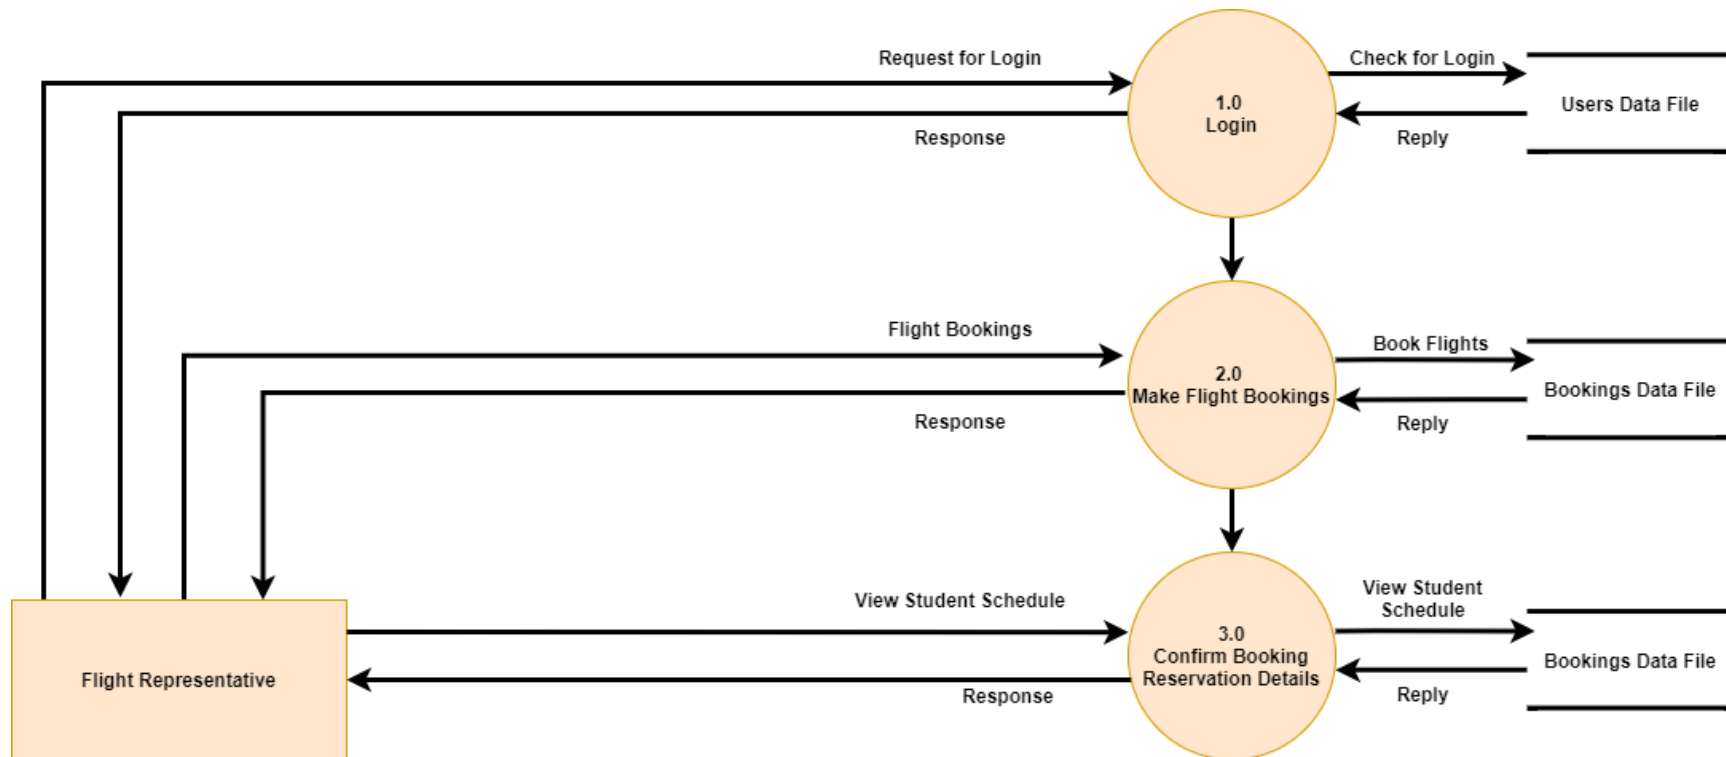 Request for Login
Check for Login
1.0
Login
Users Data File
Response
Reply
Flight Bookings
Book Flights
2.0
Make Flight Bookings
Bookings Data File
Response
Reply
View Student Schedule
View Student
Schedule
3.0
Confirm Booking
Reservation Details
Bookings Data File
Flight Representative
Response
Reply